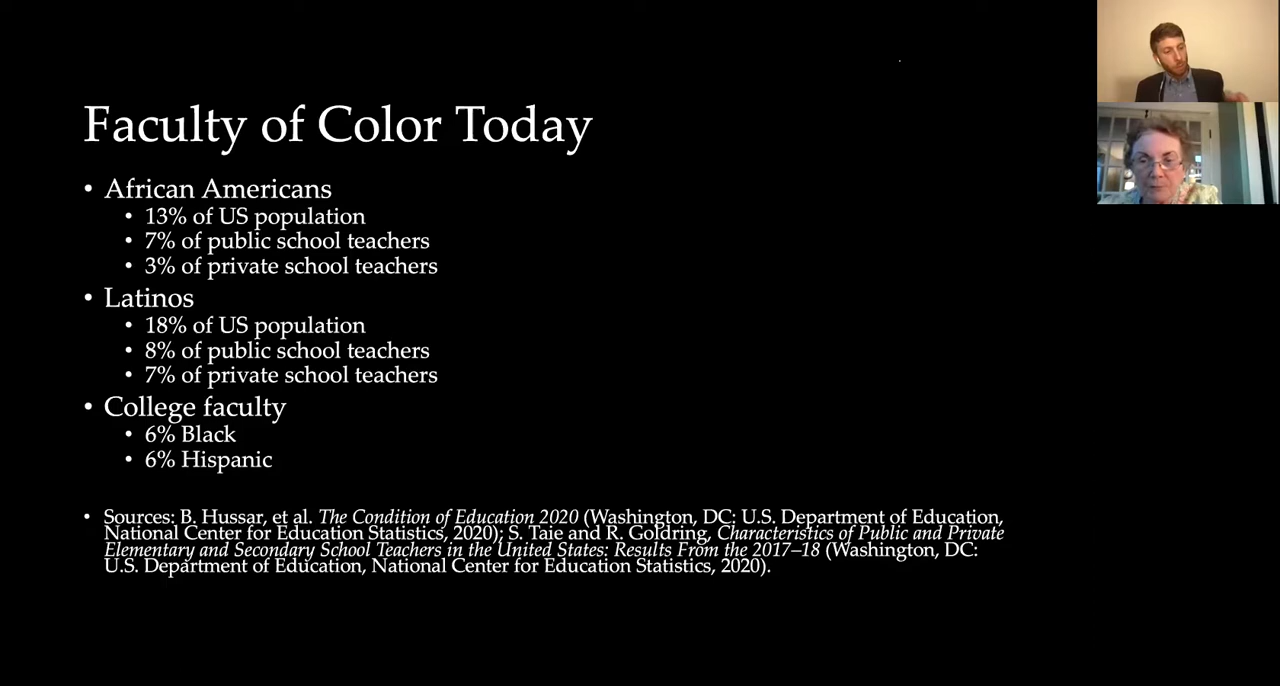 Faculty of Color Today
• African Americans
• 13% of US population
• 7% of public school teachers
• 3% of private school teachers
• Latinos
• 18% of US population
• 8% of public school teachers
• 7% of private school teachers
• College faculty
• 6% Black
• 6% Hispanic
• Sources: B. Hussar, et al. The Condition of Education 2020 (Washington, DC: U.S. Department of Education,
National Center for Education Statistics, 2020); S. Taie and R. Goldring, Characteristics of Public and Private
Elementary and Secondary School Teachers in the United States: Results From the 2017–18 (Washington, DC:
U.S. Department of Education, National Center for Education Statistics, 2020).